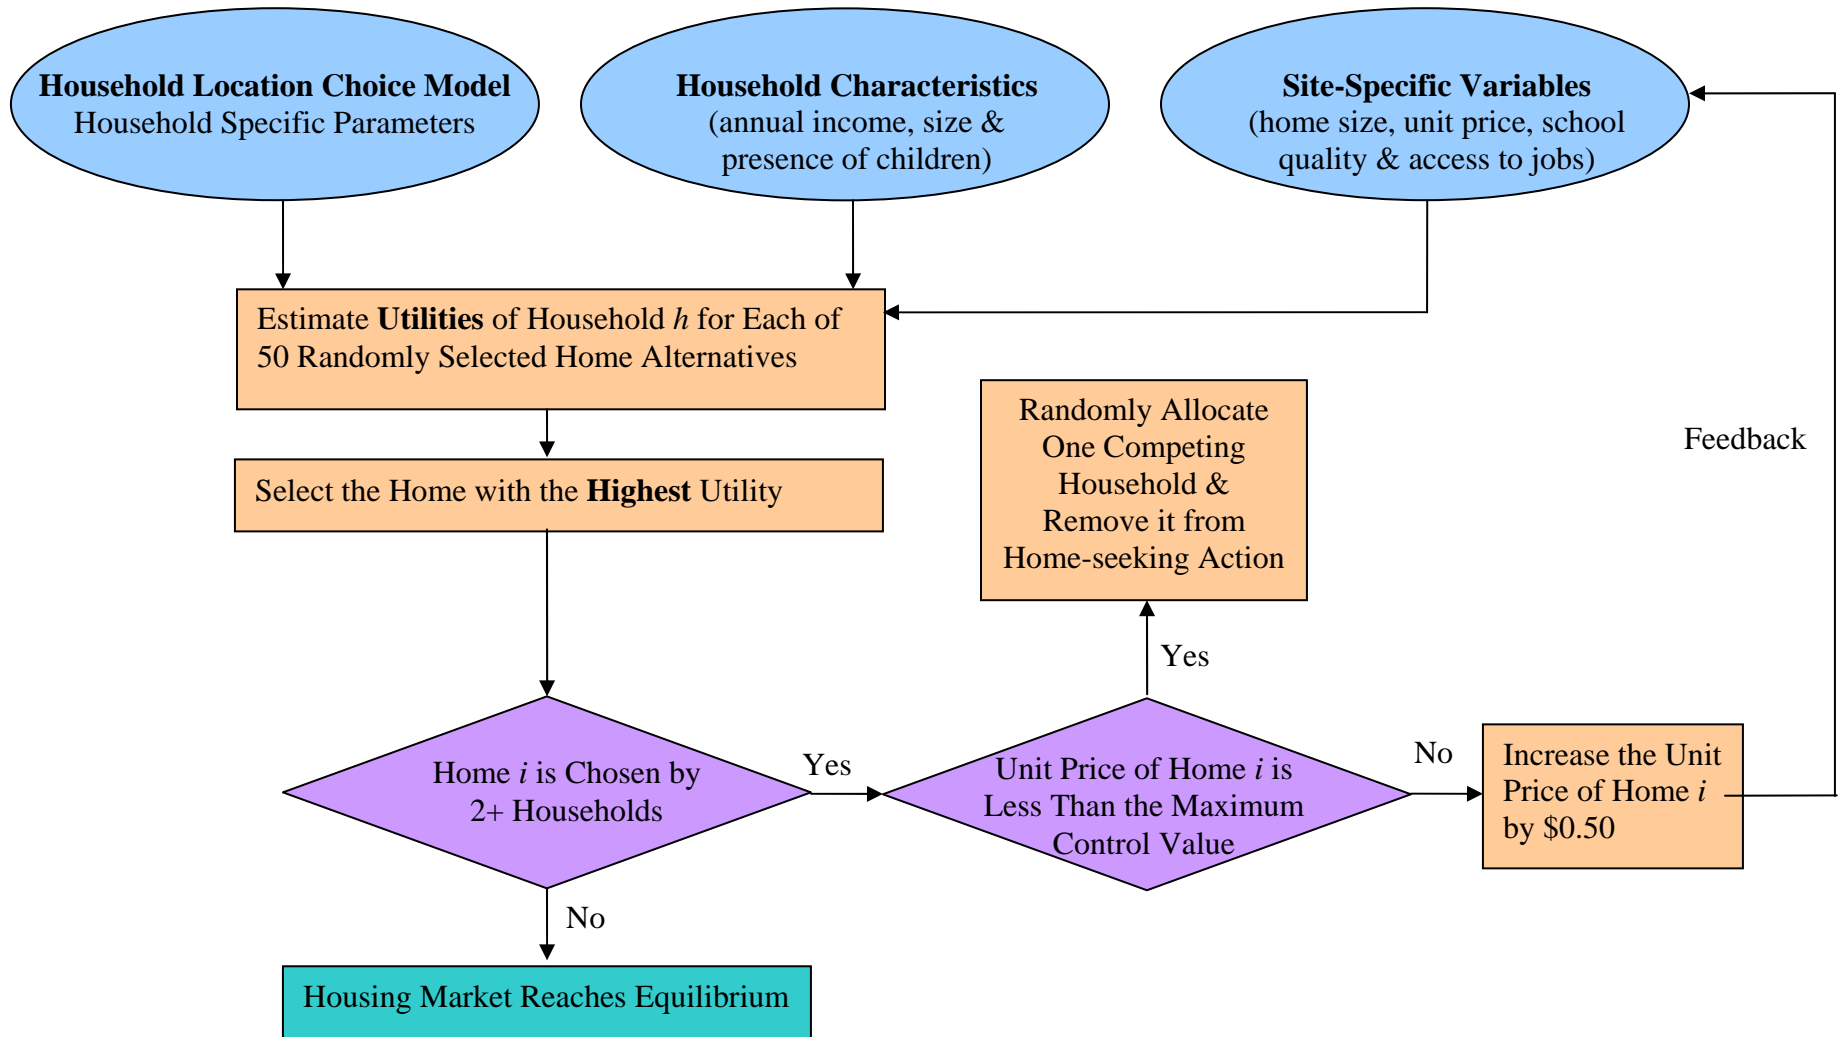 Household Location Choice Model
Household Specific Parameters
Household Characteristics
(annual income, size &
presence of children)
Site-Specific Variables
(home size, unit price, school
quality & access to jobs)
Estimate Utilities of Household h for Each of
50 Randomly Selected Home Alternatives
Select the Home with the Highest Utility
Randomly Allocate
One Competing
Household &
Remove it from
Home-seeking Action
Feedback
Yes
Home i is Chosen by
2+ Households
Yes
Unit Price of Home i is
Less Than the Maximum
Control Value
No
Increase the Unit
Price of Home i
by $0.50
No
Housing Market Reaches Equilibrium